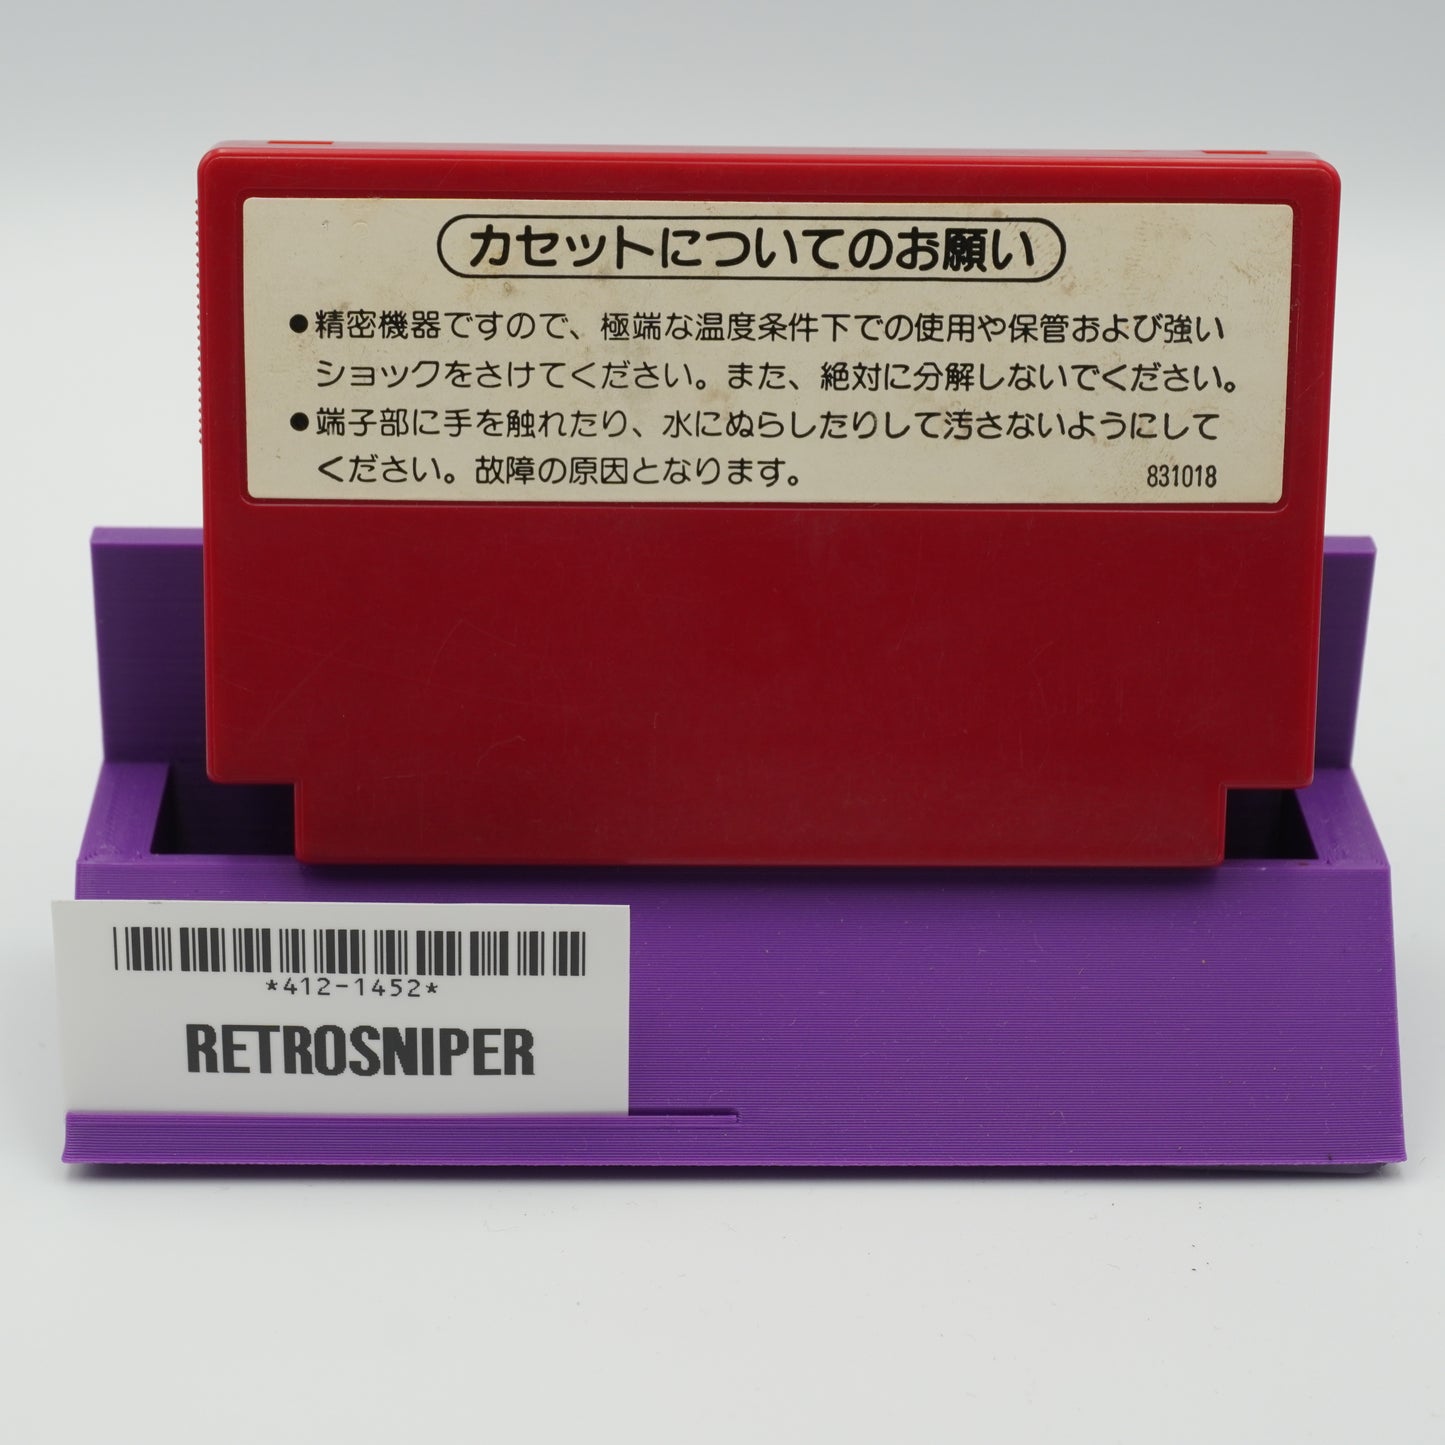 カセットについてのお願い
●精密機器ですので、極端な温度条件下での使用や保管および強い
ショックをさけてください。また、絶対に分解しないでください。
●端子部に手を触れたり、水にぬらしたりして汚さないようにして
ください。故障の原因となります。
831018
*412-1452*
RETROSNIPER